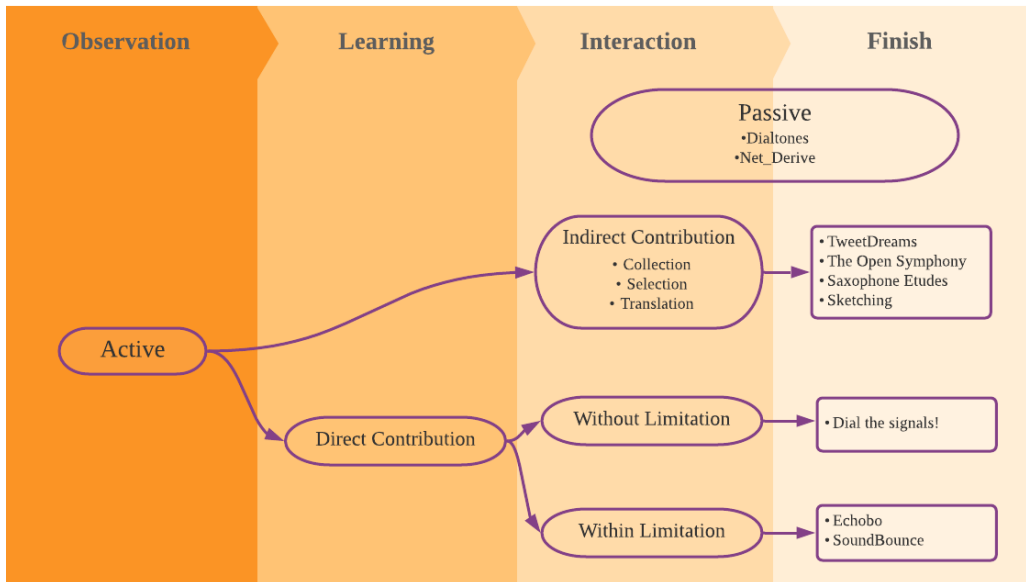 Observation
Learning
Interaction
Finish
Passive
•Dialtones
•Net_Derive
Indirect Contribution
• Collection
• Selection
• Translation
• TweetDreams
• The Open Symphony
• Saxophone Etudes
• Sketching
Active
Direct Contribution
Without Limitation
• Dial the signals!
Within Limitation
• Echobo
• SoundBounce